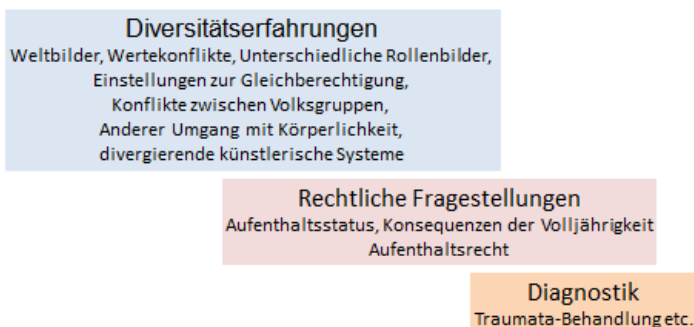 Diversitätserfahrungen
Weltbilder, Wertekonflikte, Unterschiedliche Rollenbilder,
Einstellungen zur Gleichberechtigung,
Konflikte zwischen Volksgruppen,
Anderer Umgang mit Körperlichkeit,
divergierende künstlerische Systeme
Rechtliche Fragestellungen
Aufenthaltsstatus, Konsequenzen der Volljährigkeit
Aufenthaltsrecht
Diagnostik
Traumata-Behandlung etc.